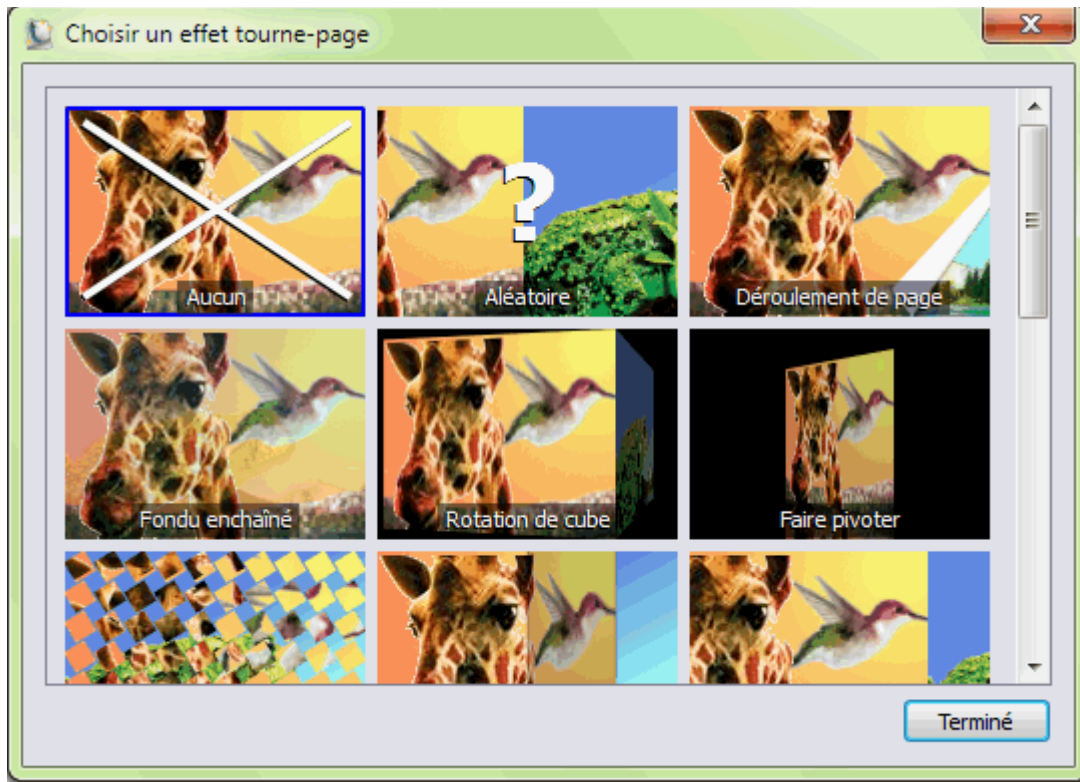 Choisir un effet tourne-page
Aucun
?
Aléatoire
Déroulement de page
Fondu enchaîné
Rotation de cube
Faire pivoter
Terminé